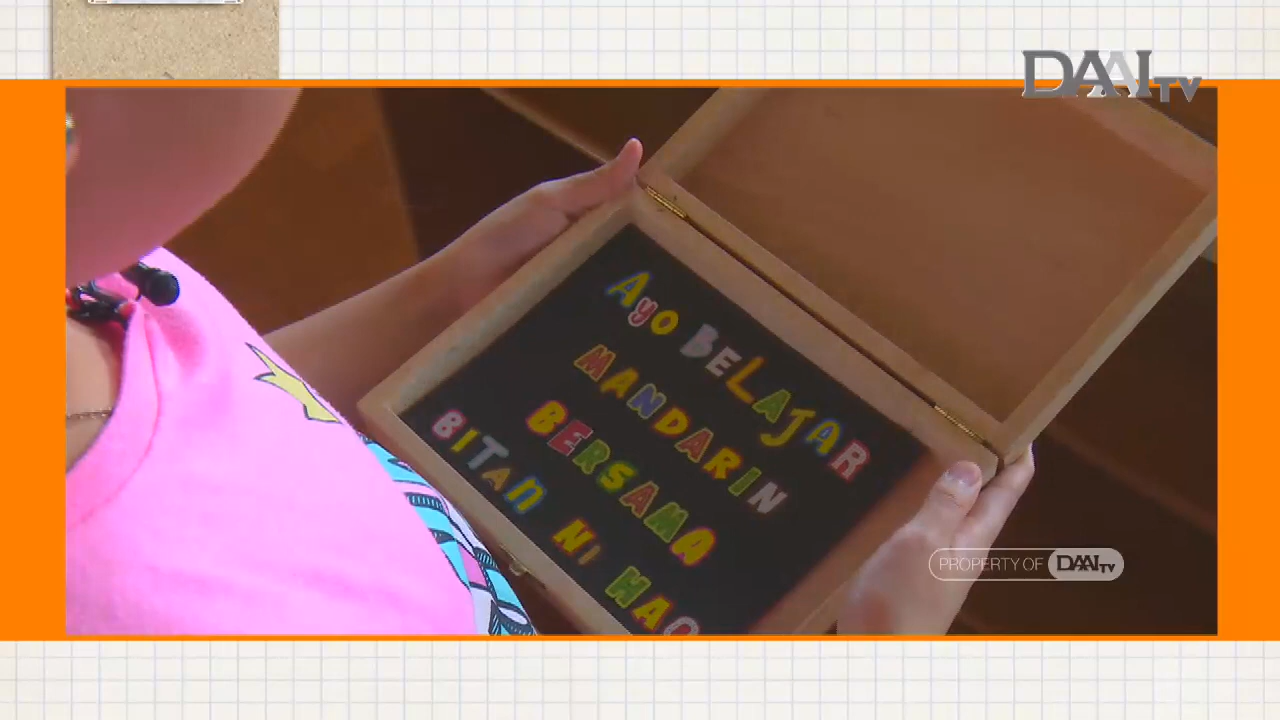 DAAI TV
Ayo BELAJAR
MANDARIN
BERSAMA
BITAN NI HAO
PROPERTY OF DAAI TV